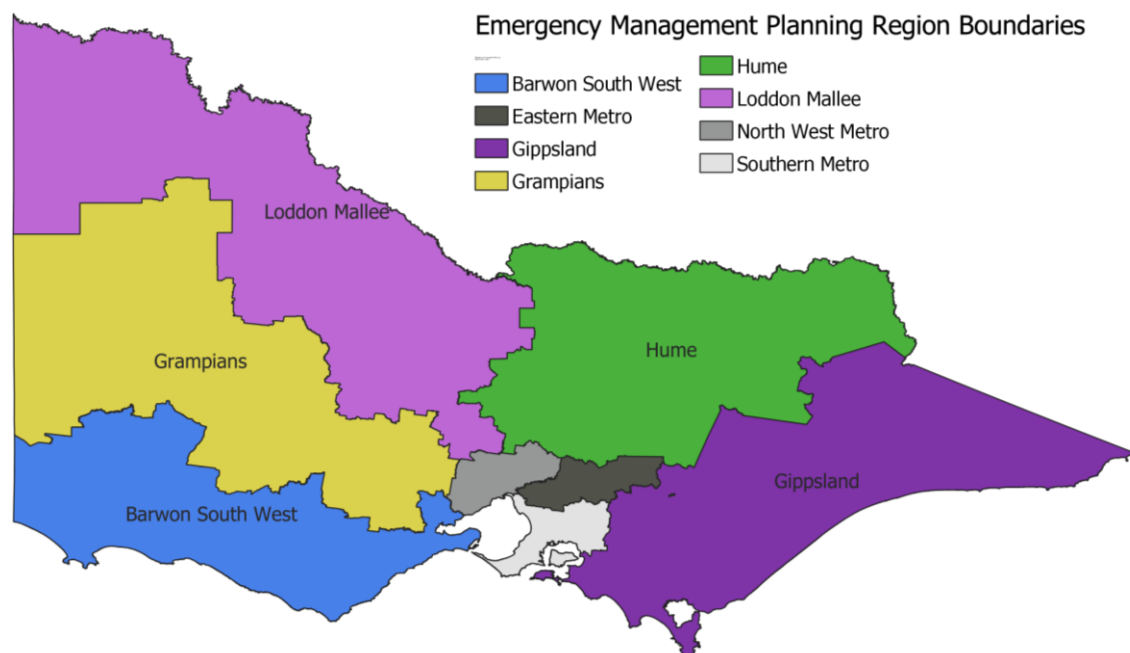 Emergency Management Planning Region Boundaries
Barwon South West
Eastern Metro
Gippsland
Grampians
Hume
Loddon Mallee
North West Metro
Southern Metro
Loddon Mallee
Hume
Grampians
Gippsland
Barwon South West